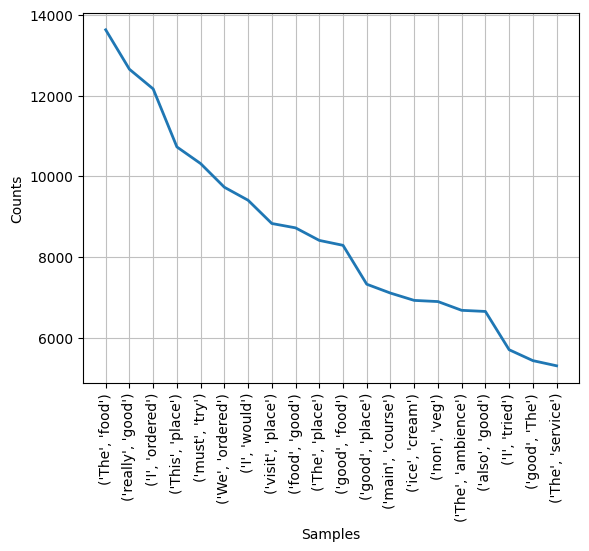 14000
12000
10000
8000
6000
Counts
('The', 'food')
('really', 'good')
('I', 'ordered')
('This', 'place')
('must', 'try')
('We', 'ordered')
('I', 'would')
('visit', 'place')
('food', 'good')
('The', 'place')
('good', 'food')
('good', 'place')
('main', 'course')
('ice', 'cream')
('non', 'veg')
('The', 'ambience')
('also', 'good')
('I', 'tried')
('good', 'The')
('The', 'service')
Samples